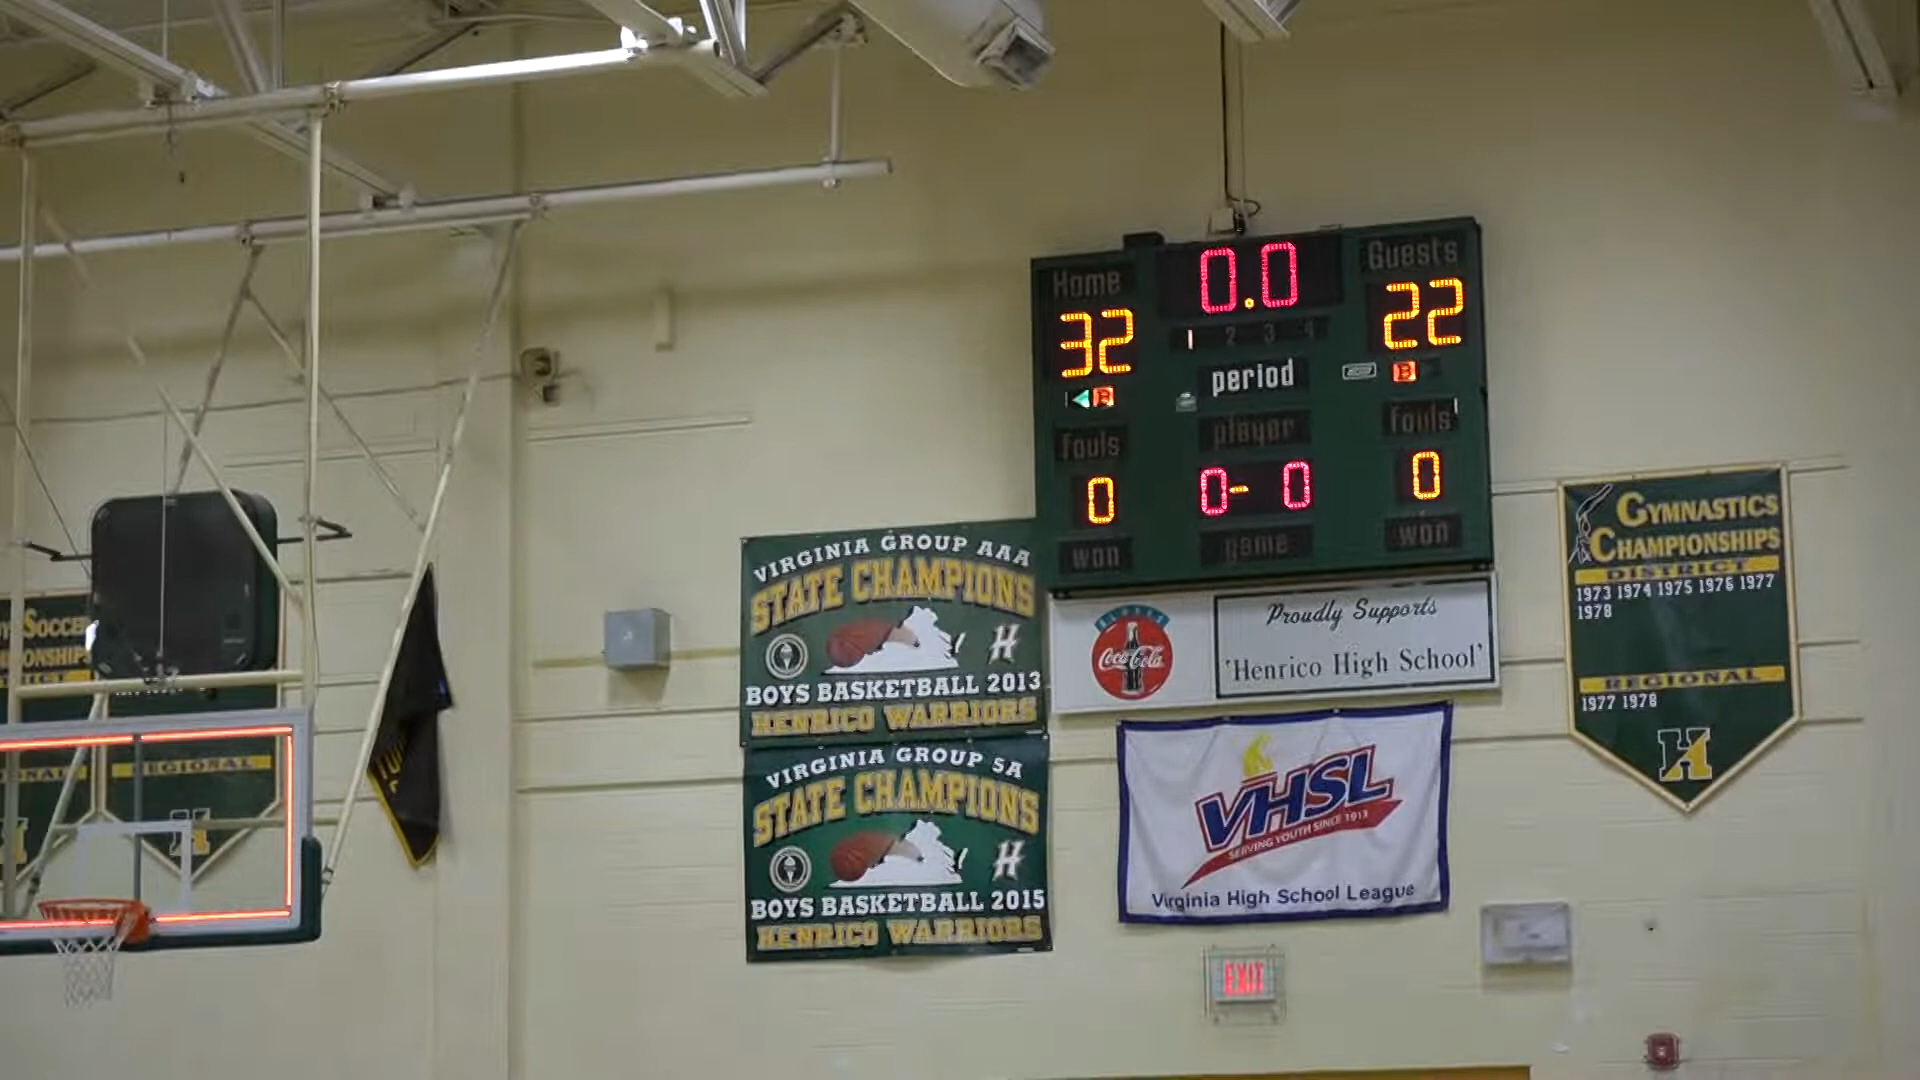 Home
0.0
Guests
32
1 2 3 4
22
period
B
B
fouls
player
fouls
0
0- 0
0
won
game
won
VIRGINIA GROUP AAA
STATE CHAMPIONS
H
BOYS BASKETBALL 2013
HENRICO WARRIORS
VIRGINIA GROUP 5A
STATE CHAMPIONS
H
BOYS BASKETBALL 2015
HENRICO WARRIORS
Coca-Cola
Proudly Supports
'Henrico High School'
VHSL
SERVING YOUTH SINCE 1913
Virginia High School League
EXIT
GYMNASTICS
CHAMPIONSHIPS
DISTRICT
1973 1974 1975 1976 1977
1978
REGIONAL
1977 1978
H
SOCCER
REGIONAL
H